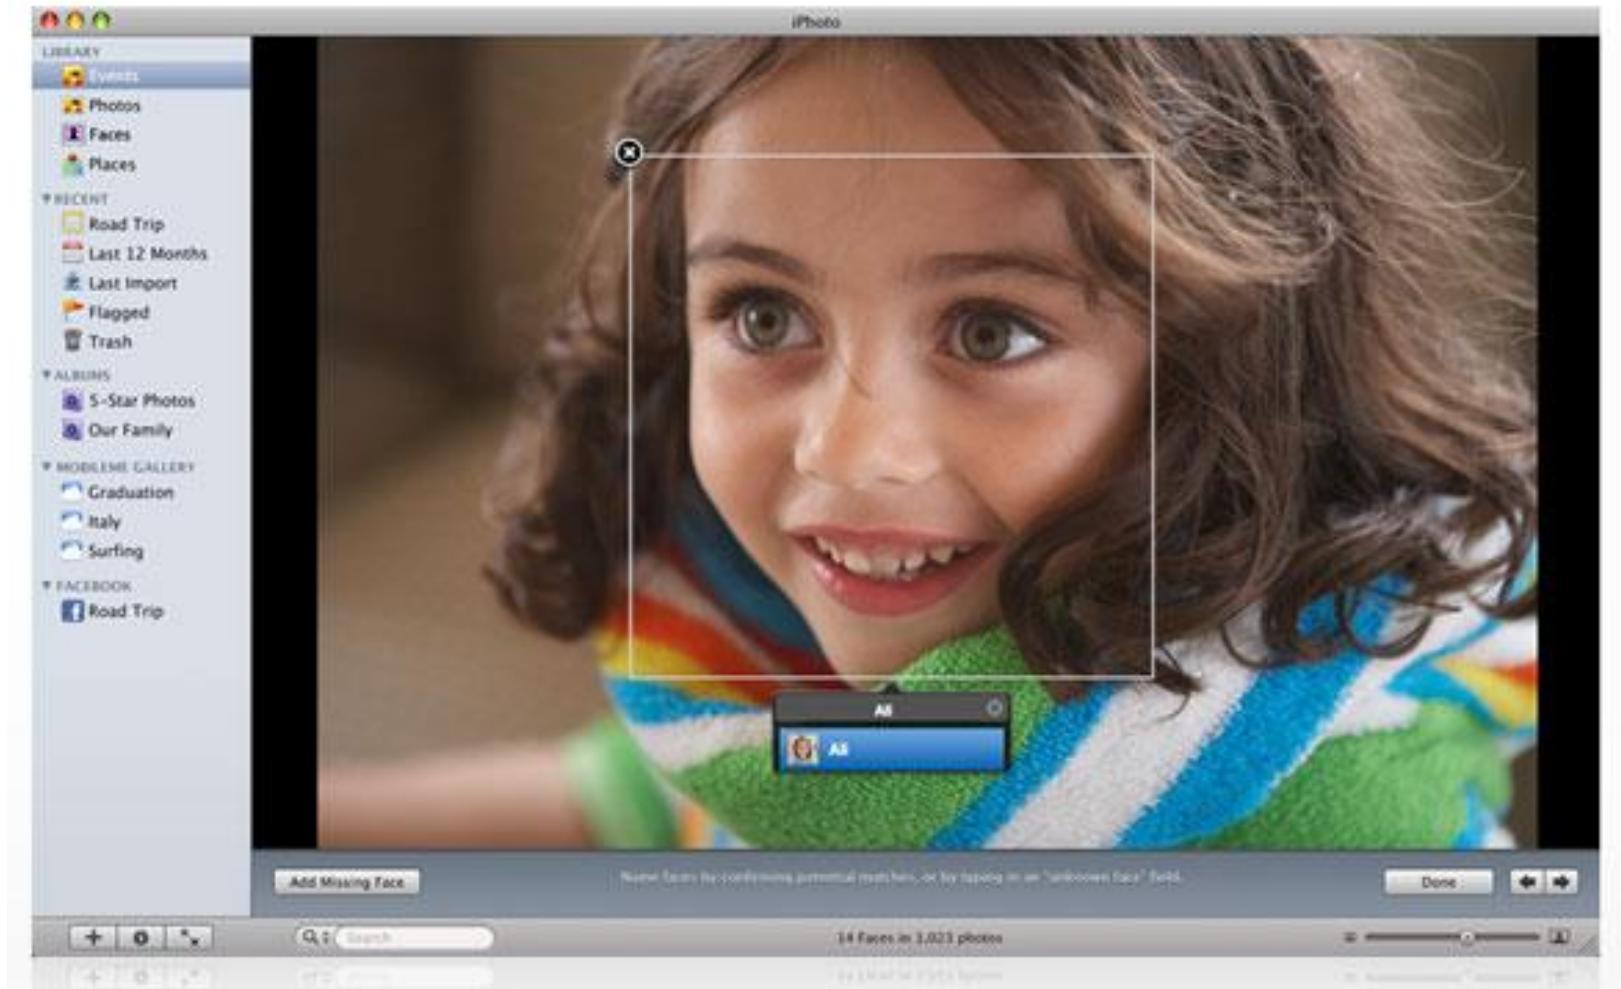 iPhoto
LIBRARY
Events
Photos
Faces
Places
RECENT
Road Trip
Last 12 Months
Last Import
Flagged
Trash
ALBUMS
5-Star Photos
Our Family
MOBILEME GALLERY
Graduation
Italy
Surfing
FACEBOOK
Road Trip
Ali
Ali
Add Missing Face
Name faces by confirming potential matches, or by typing in an "unknown face" field.
Done
Search
14 Faces in 1,023 photos